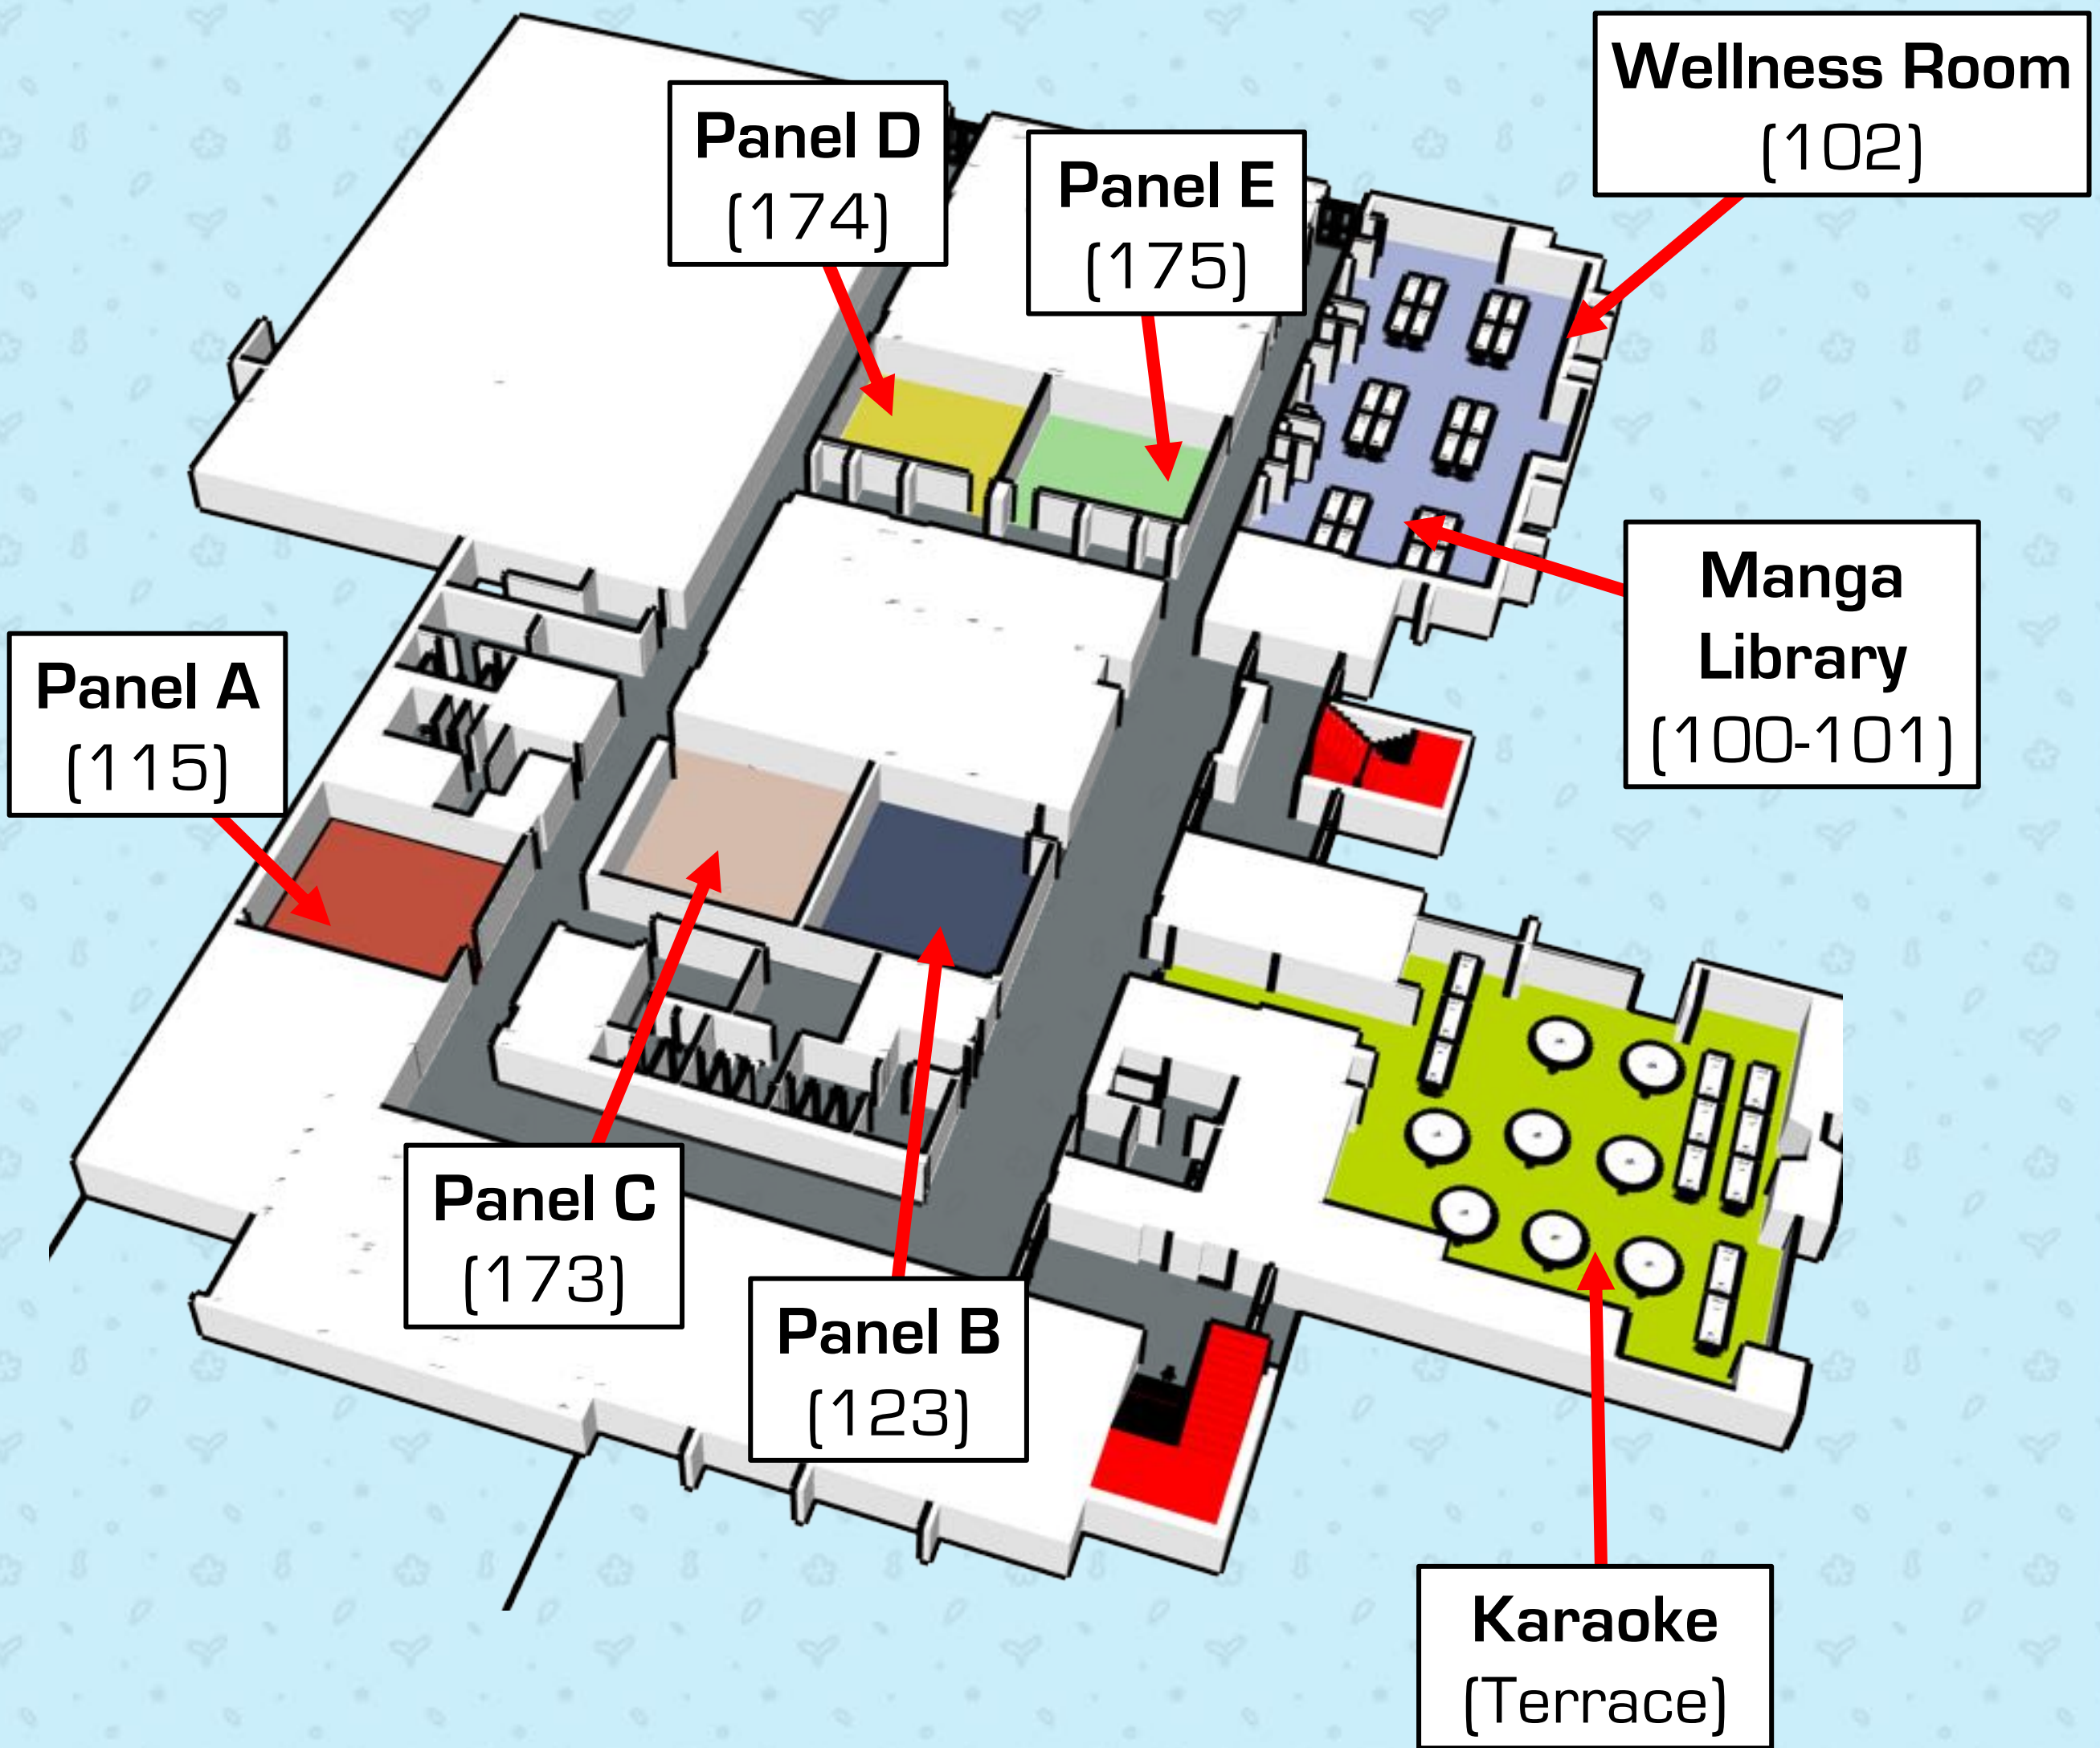 Wellness Room
(102)
Panel D
(174)
Panel E
(175)
Manga
Library
(100-101)
Panel A
(115)
Panel C
(173)
Panel B
(123)
Karaoke
(Terrace)